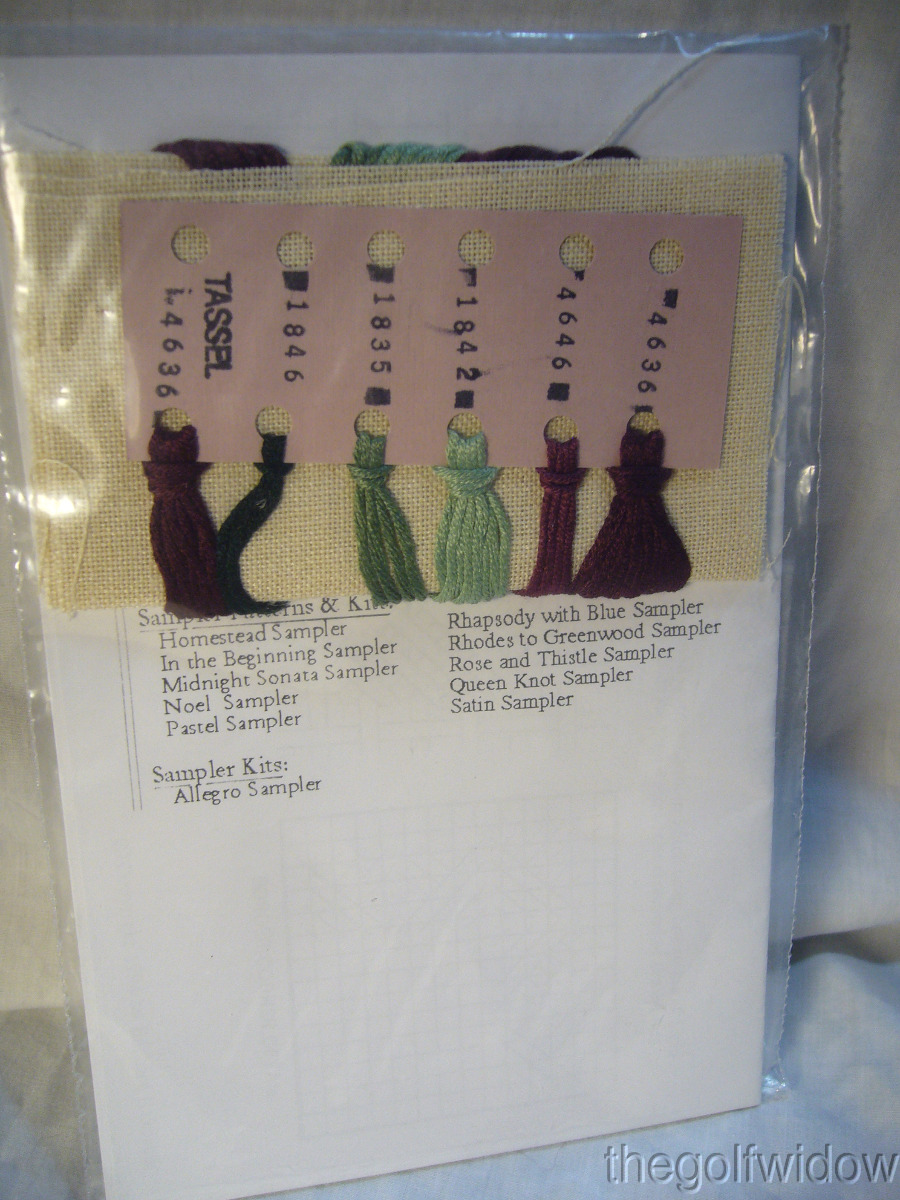 TASSEL
4636
1846
1835
1842
4646
4636
Sampler Patterns & Kits:
Homestead Sampler
In the Beginning Sampler
Midnight Sonata Sampler
Noel Sampler
Pastel Sampler
Rhapsody with Blue Sampler
Rhodes to Greenwood Sampler
Rose and Thistle Sampler
Queen Knot Sampler
Satin Sampler
Sampler Kits:
Allegro Sampler
thegolfwidow